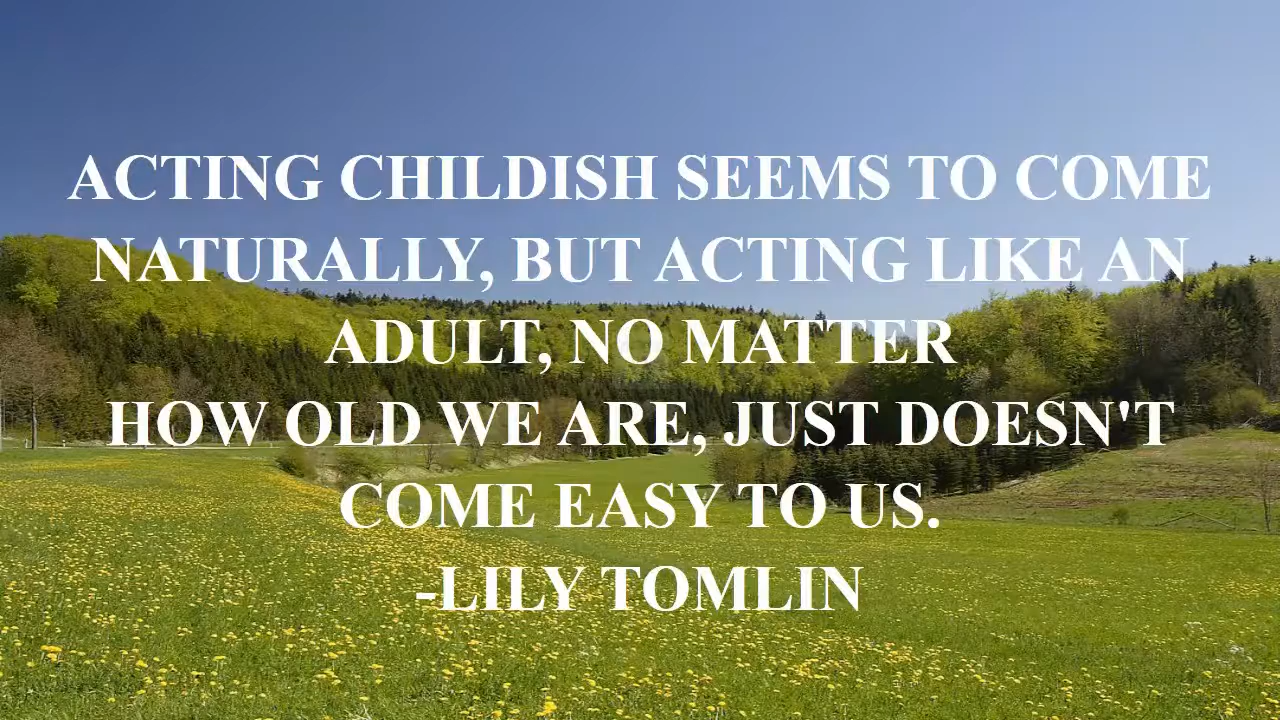 ACTING CHILDISH SEEMS TO COME
NATURALLY, BUT ACTING LIKE AN
ADULT, NO MATTER
HOW OLD WE ARE, JUST DOESN'T
COME EASY TO US.
-LILY TOMLIN